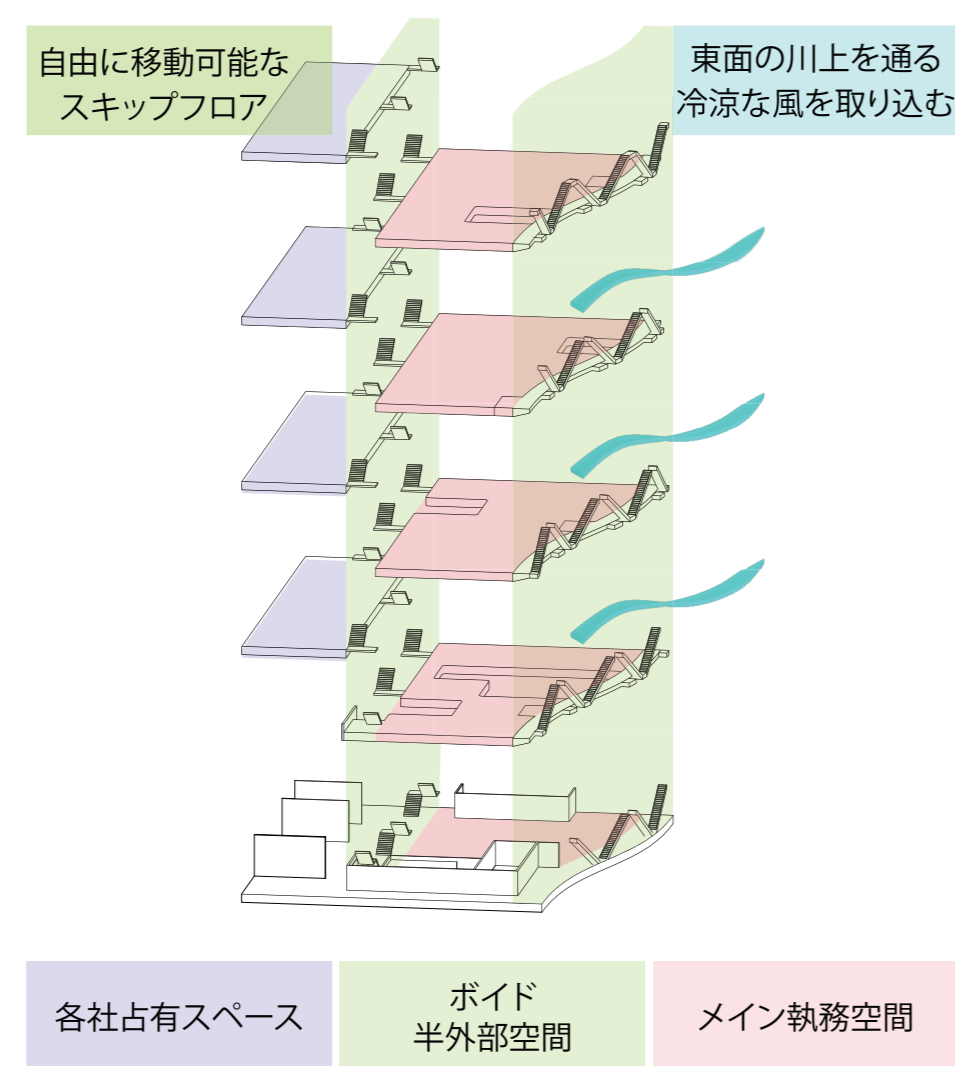 自由に移動可能な
スキップフロア
東面の川上を通る
冷涼な風を取り込む
各社占有スペース
ボイド
半外部空間
メイン執務空間